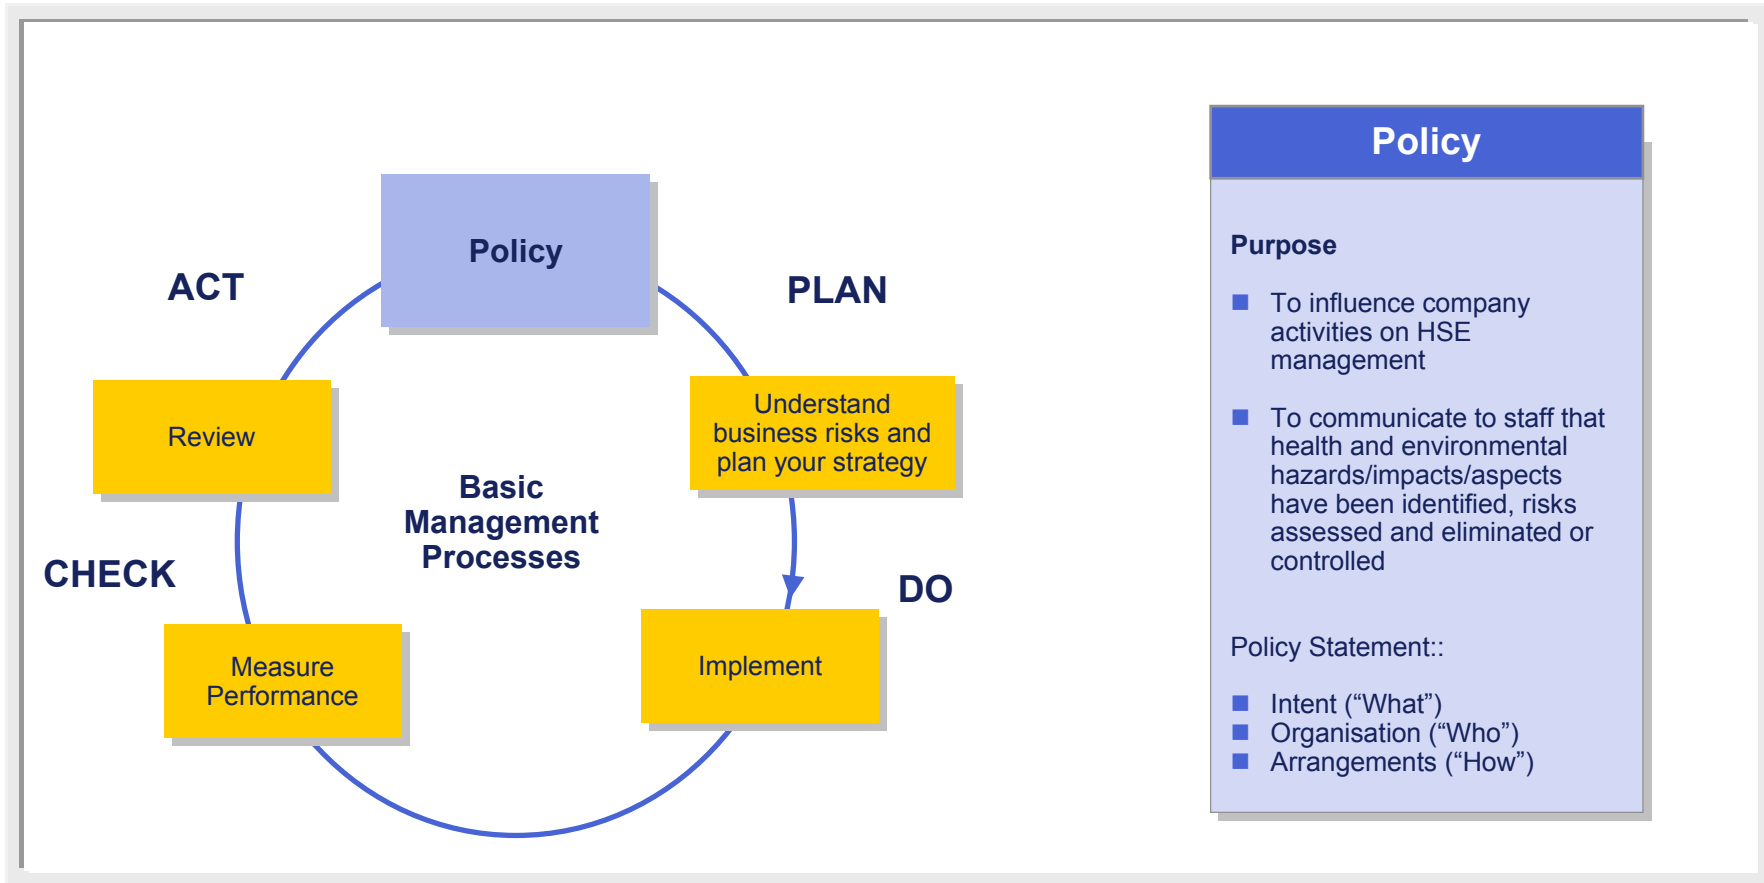 Policy
ACT
PLAN
Review
Understand
business risks and
plan your strategy
Basic
Management
Processes
CHECK
DO
Measure
Performance
Implement
Policy
Purpose
To influence company
activities on HSE
management
To communicate to staff that
health and environmental
hazards/impacts/aspects
have been identified, risks
assessed and eliminated or
controlled
Policy Statement::
Intent (“What”)
Organisation (“Who”)
Arrangements (“How”)